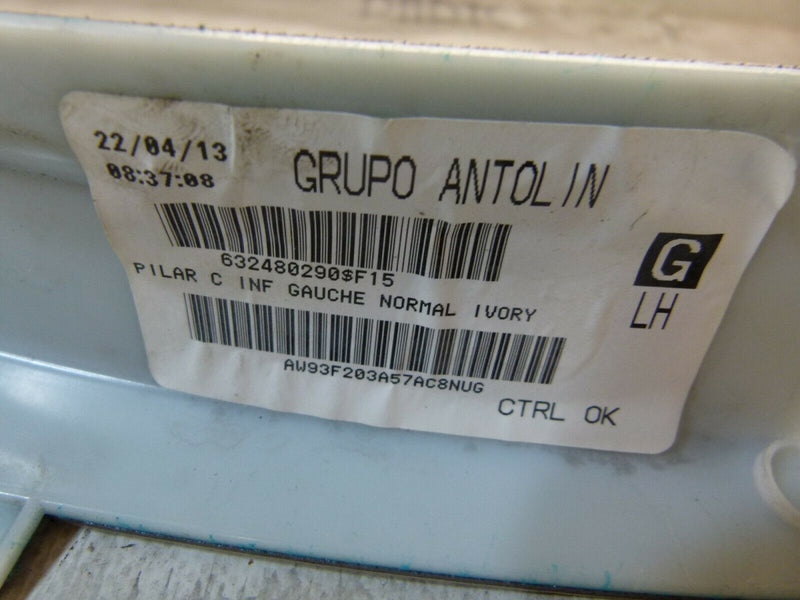 22/04/13
08:37:08
GRUPO ANTOLIN
632480290$F15
PILAR C INF GAUCHE NORMAL IVORY
G
LH
AW93F203A57AC8NUG
CTRL OK